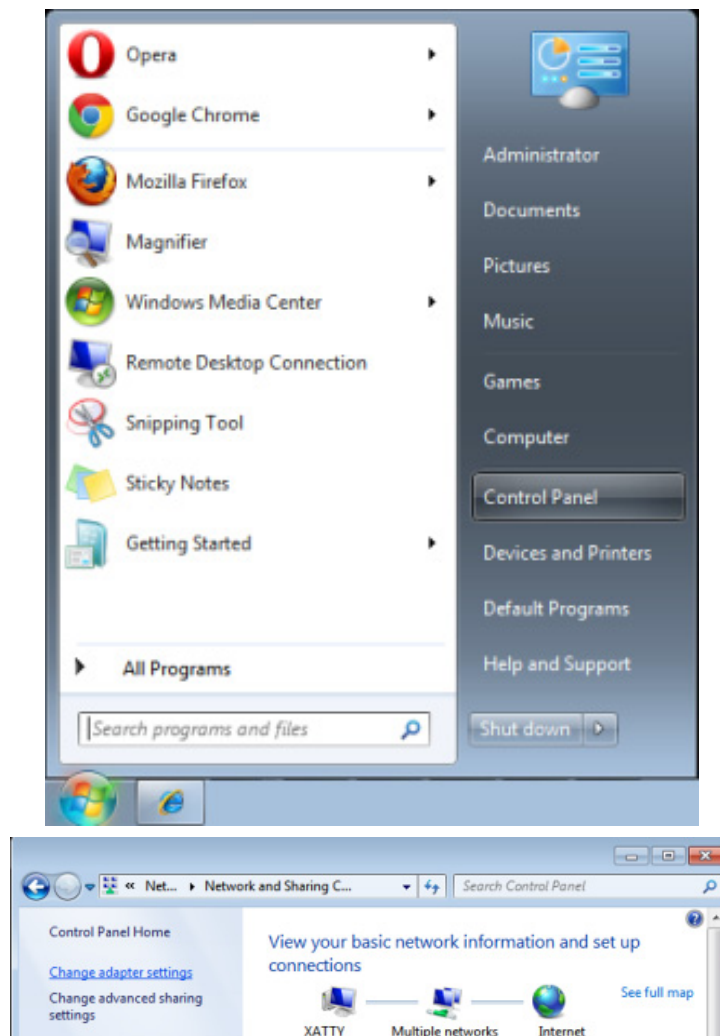 Opera
Google Chrome
Mozilla Firefox
Magnifier
Windows Media Center
Remote Desktop Connection
Snipping Tool
Sticky Notes
Getting Started
All Programs
Search programs and files
Administrator
Documents
Pictures
Music
Games
Computer
Control Panel
Devices and Printers
Default Programs
Help and Support
Shut down
« Net... Network and Sharing C...
Search Control Panel
Control Panel Home
Change adapter settings
Change advanced sharing
settings
View your basic network information and set up
connections
See full map
XATTY Multiple networks Internet